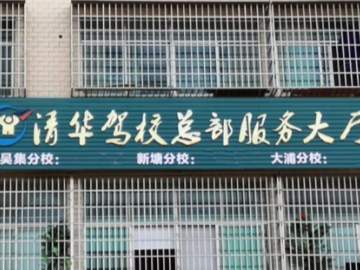 清华驾校总部服务大厅
吴集分校： 新塘分校： 大浦分校：